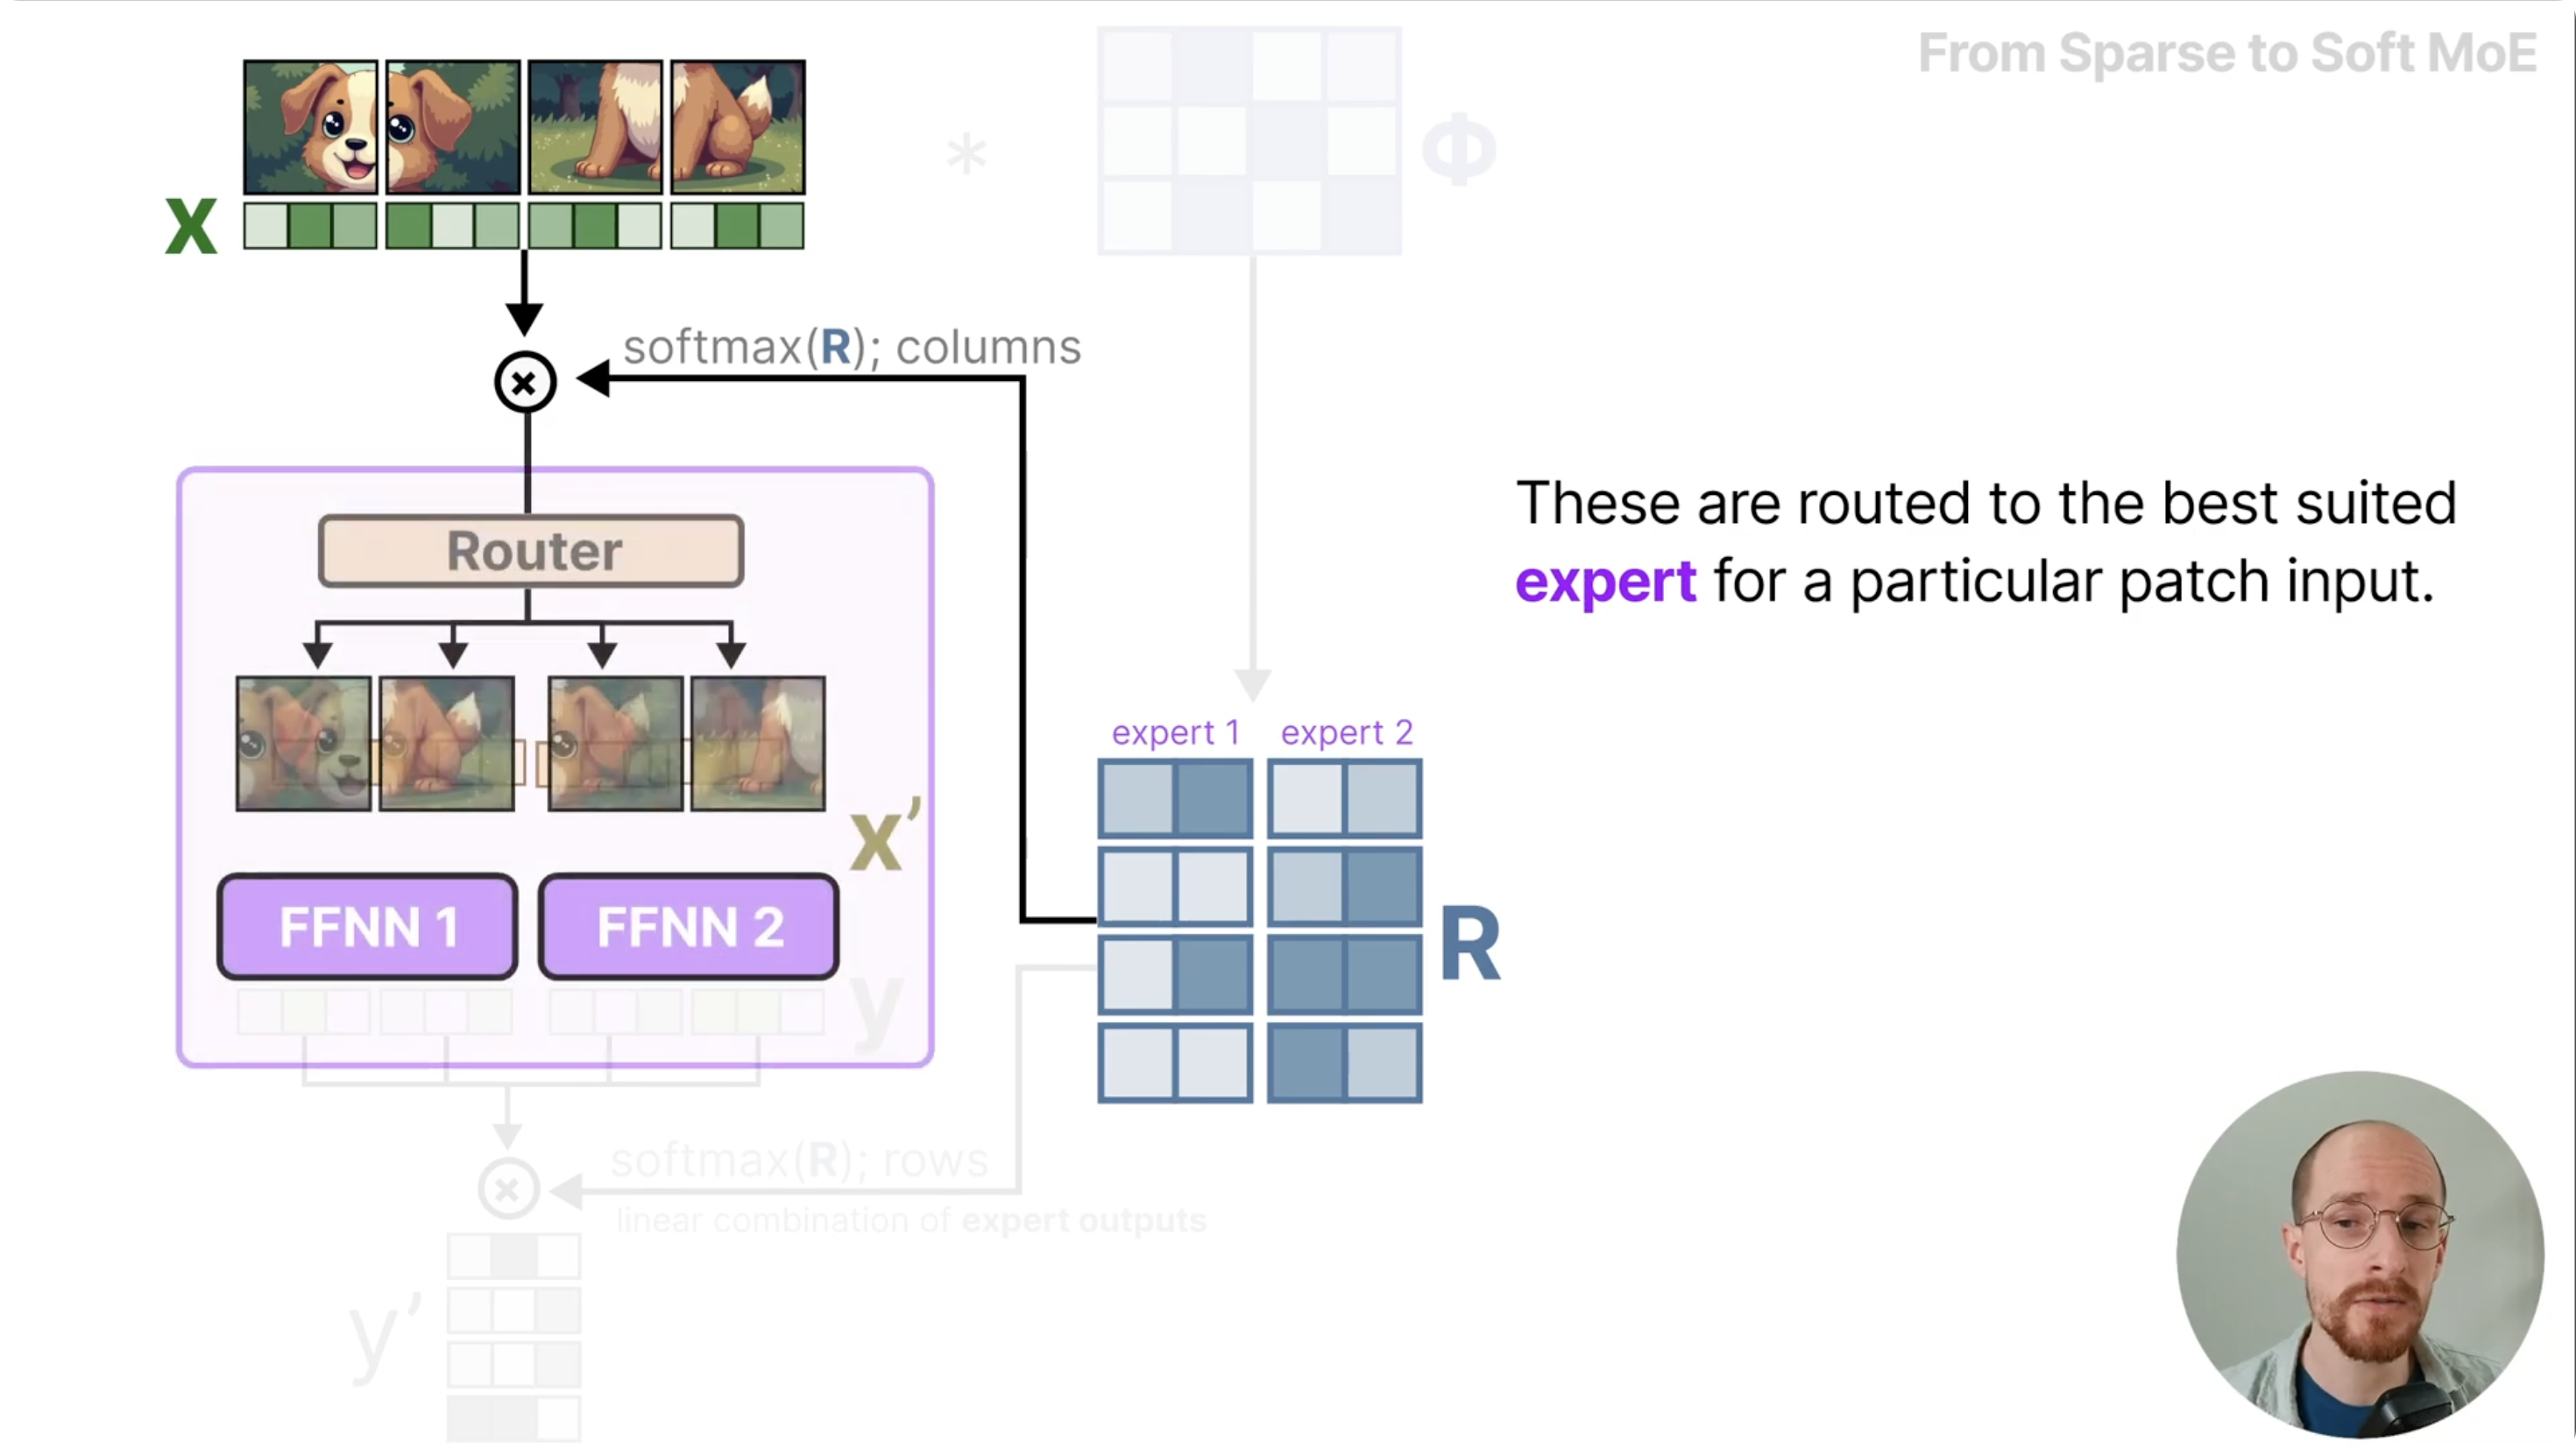 From Sparse to Soft MoE
*
Φ
X
softmax(R); columns
Router
These are routed to the best suited
expert for a particular patch input.
expert 1 expert 2
X’
FFNN 1 FFNN 2
R
y
softmax(R); rows
linear combination of expert outputs
y’